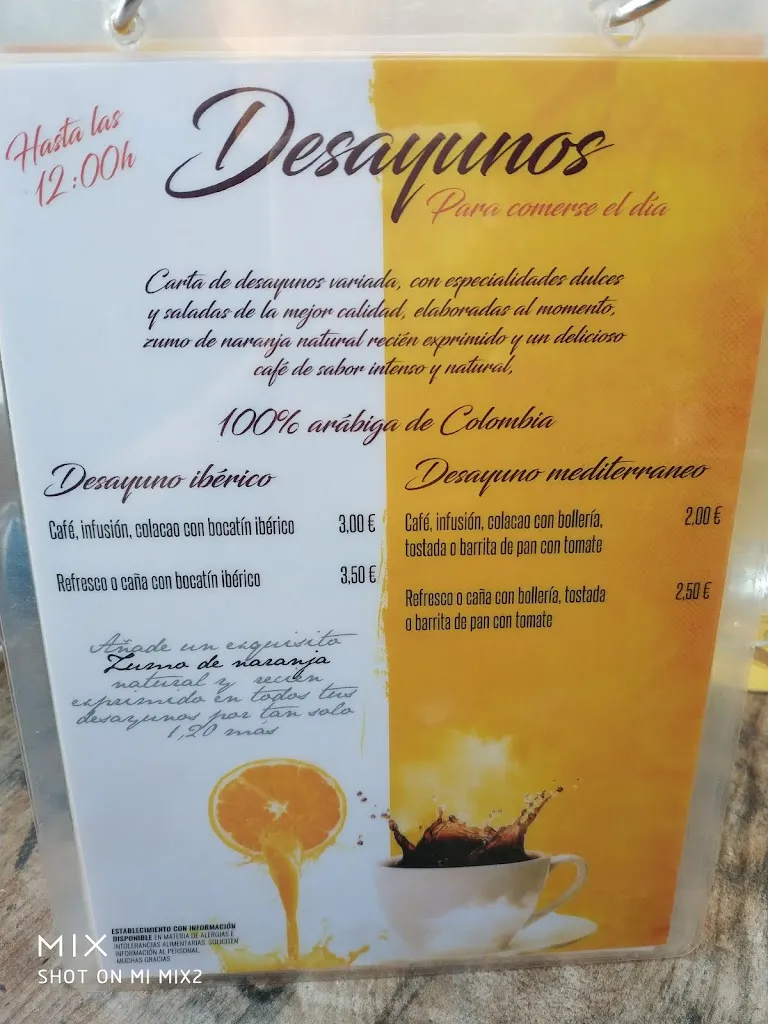 Hasta las
12:00h
Desayunos
Para comerse el día
Carta de desayunos variada, con especialidades dulces
y saladas de la mejor calidad, elaboradas al momento,
zumo de naranja natural recién exprimido y un delicioso
café de sabor intenso y natural,
100% arábiga de Colombia
Desayuno ibérico
Café, infusión, colacao con bocatín ibérico 3,00 €
Refresco o caña con bocatín ibérico 3,50 €
Desayuno mediterraneo
Café, infusión, colacao con bollería, 2,00 €
tostada o barrita de pan con tomate
Refresco o caña con bollería, tostada 2,50 €
o barrita de pan con tomate
Añade un exquisito
Zumo de naranja
natural y recien
exprimido en todos tus
desayunos por tan solo
1,20 más
ESTABLECIMIENTO CON INFORMACIÓN
DISPONIBLE EN MATERIA DE ALERGIAS E
INTOLERANCIAS ALIMENTARIAS. SOLICITEN
INFORMACIÓN AL PERSONAL.
MUCHAS GRACIAS
MIX
SHOT ON MI MIX2